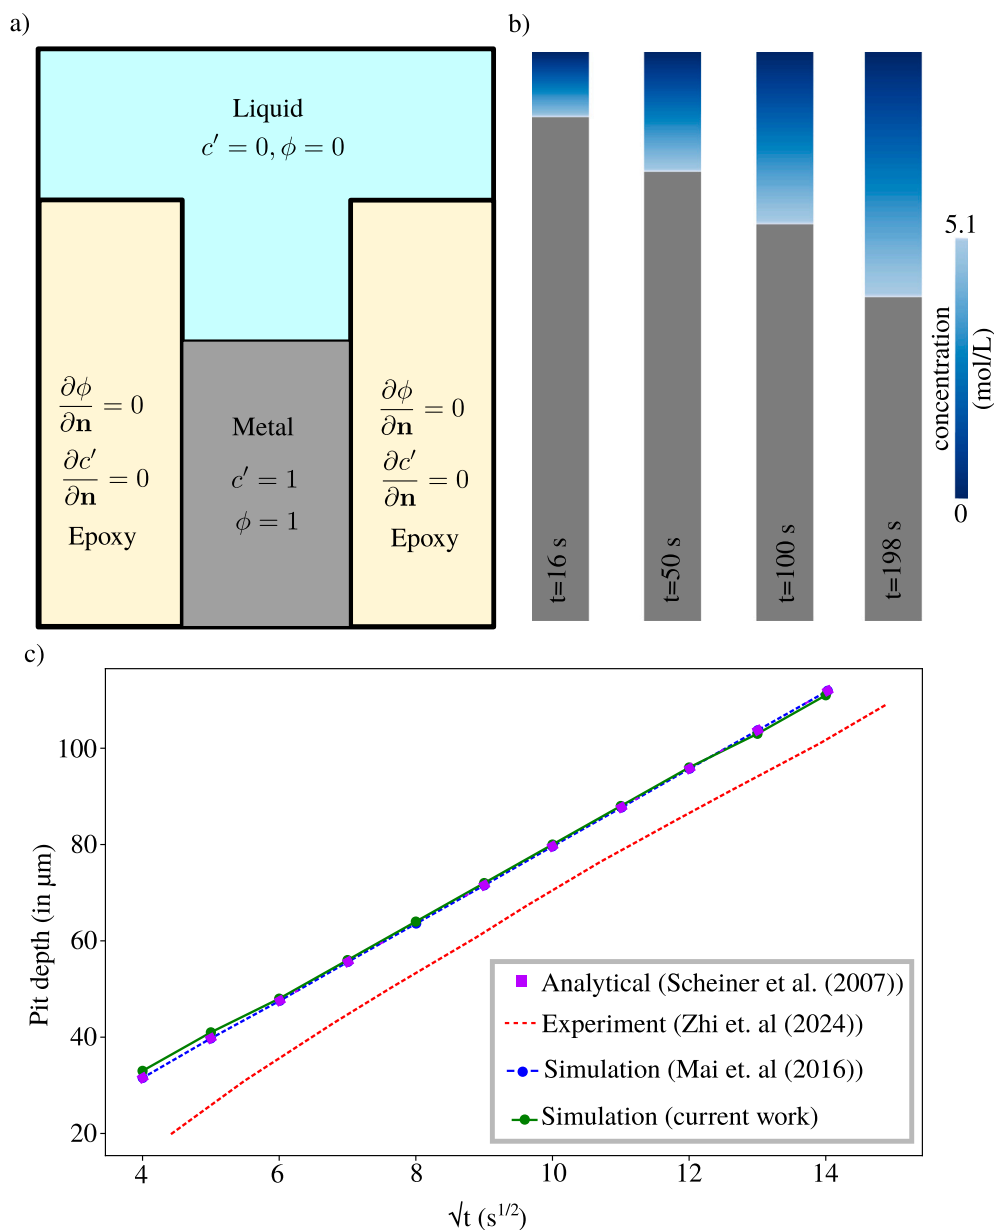 a)
Liquid
c′ = 0, ϕ = 0
∂ϕ/∂n = 0
∂c′/∂n = 0
Epoxy
Metal
c′ = 1
ϕ = 1
∂ϕ/∂n = 0
∂c′/∂n = 0
Epoxy
b)
t=16 s
t=50 s
t=100 s
t=198 s
5.1
0
concentration
(mol/L)
c)
Pit depth (in µm)
100
80
60
40
20
4
6
8
10
12
14
√t (s^1/2)
Analytical (Scheiner et al. (2007))
Experiment (Zhi et. al (2024))
Simulation (Mai et. al (2016))
Simulation (current work)